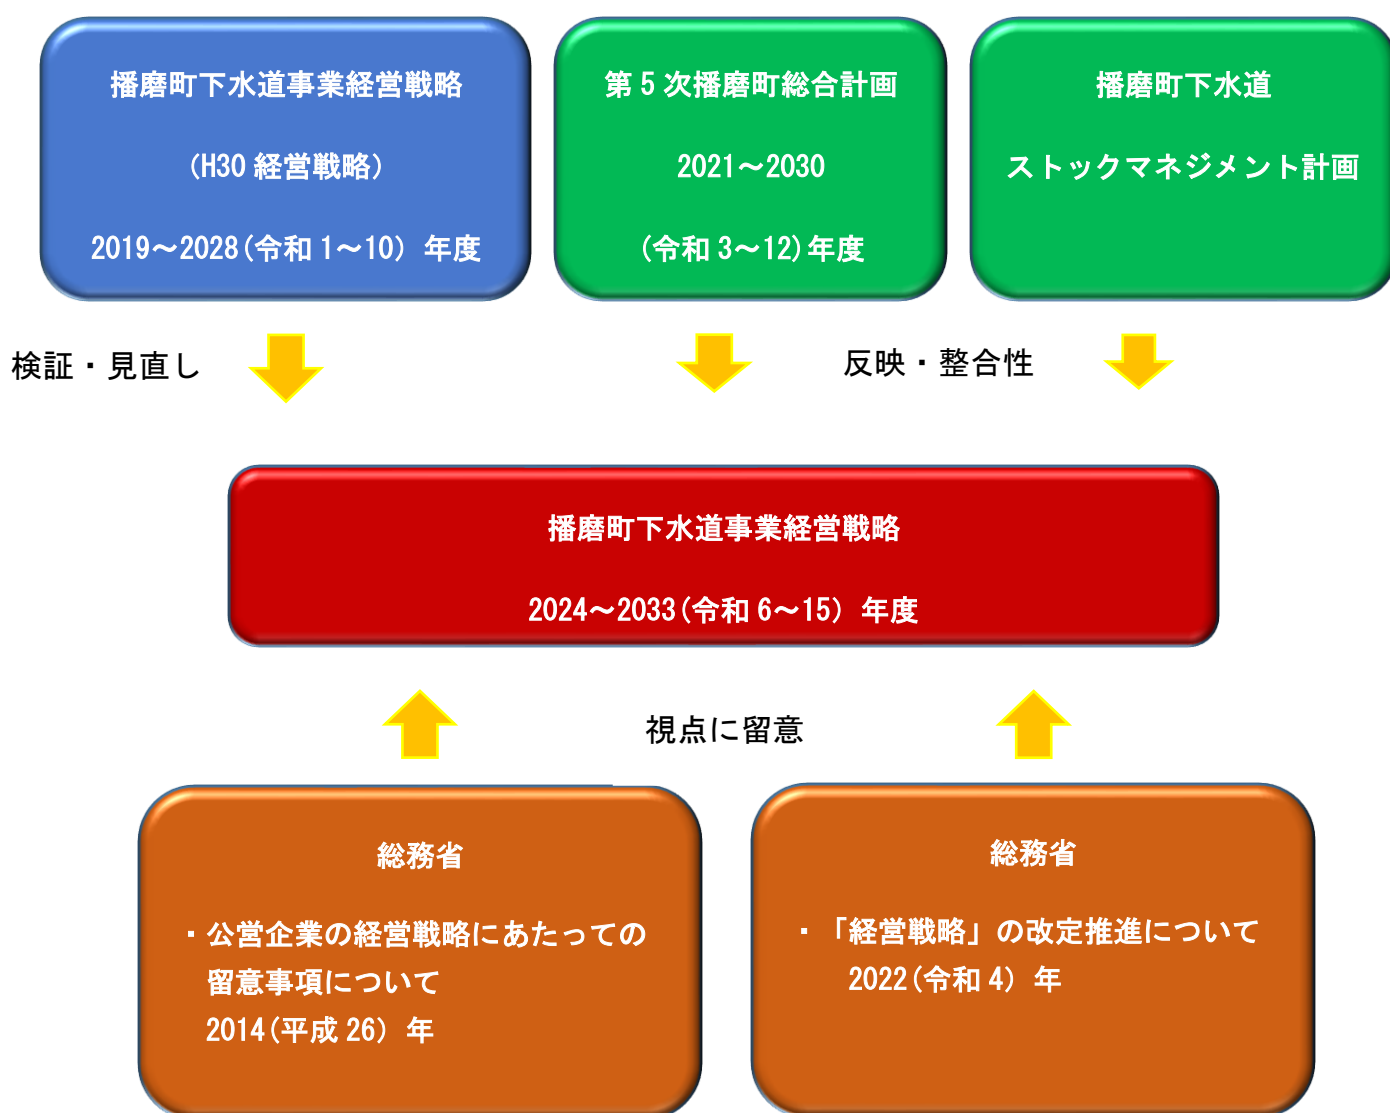 播磨町下水道事業経営戦略
(H30 経営戦略)
2019～2028(令和 1～10) 年度
第 5 次播磨町総合計画
2021～2030
(令和 3～12)年度
播磨町下水道
ストックマネジメント計画
検証・見直し
反映・整合性
播磨町下水道事業経営戦略
2024～2033(令和 6～15) 年度
視点に留意
総務省
・公営企業の経営戦略にあたっての
留意事項について
2014(平成 26) 年
総務省
・「経営戦略」の改定推進について
2022(令和 4) 年